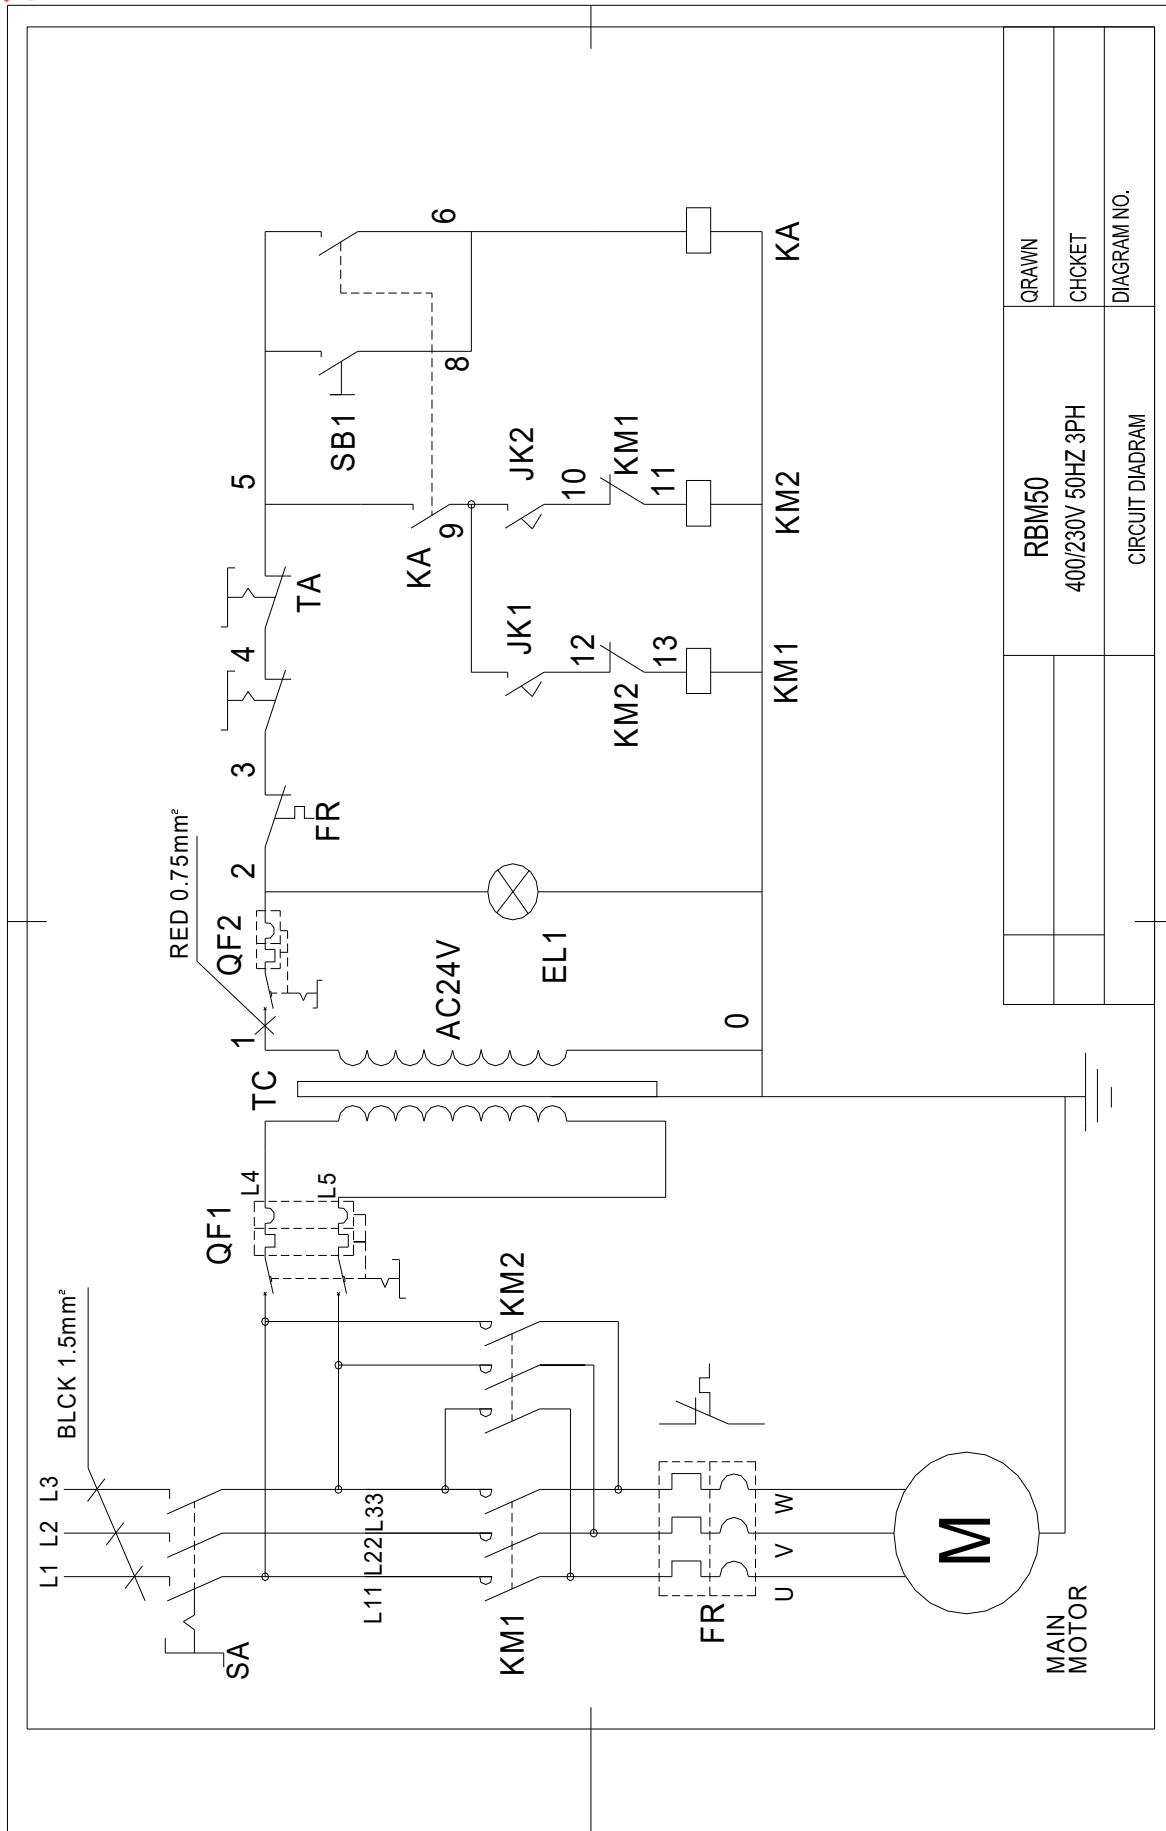 L1 L2 L3
BLCK 1.5mm²
SA
L11 L22 L33
KM1
KM2
FR
U V W
M
MAIN
MOTOR
QF1
L4
L5
TC
1
RED 0.75mm²
QF2
AC24V
0
EL1
2
FR
3
4
TA
5
KA
9
JK1
12
KM2
13
KM1
JK2
10
KM1
11
KM2
SB1
8
6
KA
RBM50
400/230V 50HZ 3PH
CIRCUIT DIADRAM
QRAWN
CHCKET
DIAGRAM NO.